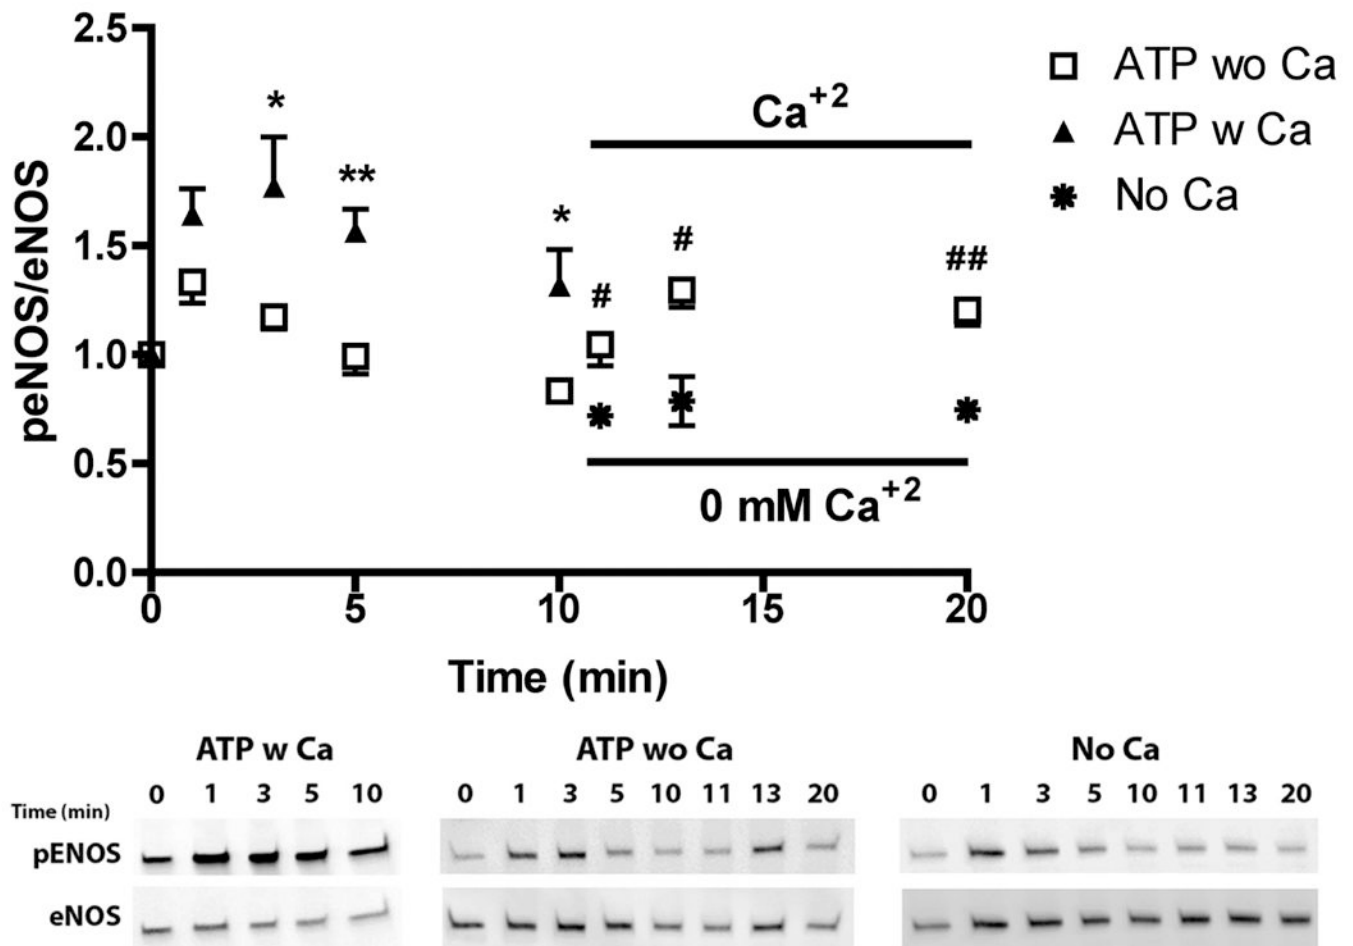 2.5
2.0
1.5
1.0
0.5
0.0
peNOS/eNOS
*
**
*
#
#
##
Ca+2
0 mM Ca+2
0 5 10 15 20
Time (min)
ATP wo Ca
ATP w Ca
No Ca
ATP w Ca ATP wo Ca No Ca
Time (min) 0 1 3 5 10 0 1 3 5 10 11 13 20 0 1 3 5 10 11 13 20
pENOS
eNOS